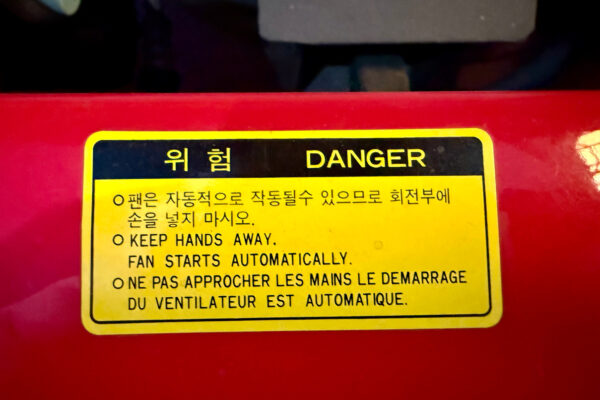 위 험 DANGER
○ 팬은 자동적으로 작동될수 있으므로 회전부에
손을 넣지 마시오.
○ KEEP HANDS AWAY.
FAN STARTS AUTOMATICALLY.
○ NE PAS APPROCHER LES MAINS LE DEMARRAGE
DU VENTILATEUR EST AUTOMATIQUE.